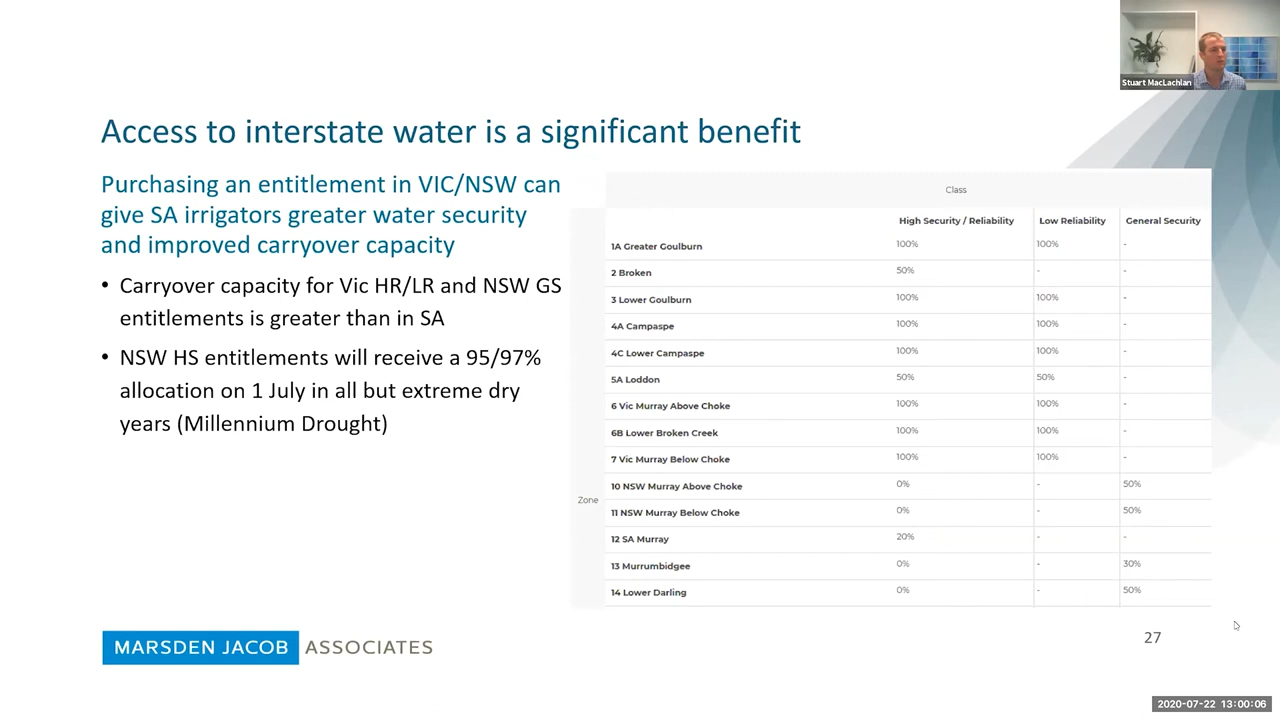 Stuart MacLachlan
Access to interstate water is a significant benefit
Purchasing an entitlement in VIC/NSW can
give SA irrigators greater water security
and improved carryover capacity
• Carryover capacity for Vic HR/LR and NSW GS
entitlements is greater than in SA
• NSW HS entitlements will receive a 95/97%
allocation on 1 July in all but extreme dry
years (Millennium Drought)
Class
High Security / Reliability Low Reliability General Security
Zone
1A Greater Goulburn 100% 100% -
2 Broken 50% - -
3 Lower Goulburn 100% 100% -
4A Campaspe 100% 100% -
4C Lower Campaspe 100% 100% -
5A Loddon 50% 50% -
6 Vic Murray Above Choke 100% 100% -
6B Lower Broken Creek 100% 100% -
7 Vic Murray Below Choke 100% 100% -
10 NSW Murray Above Choke 0% - 50%
11 NSW Murray Below Choke 0% - 50%
12 SA Murray 20% - -
13 Murrumbidgee 0% - 30%
14 Lower Darling 0% - 50%
MARSDEN JACOB ASSOCIATES
27
2020-07-22 13:00:06